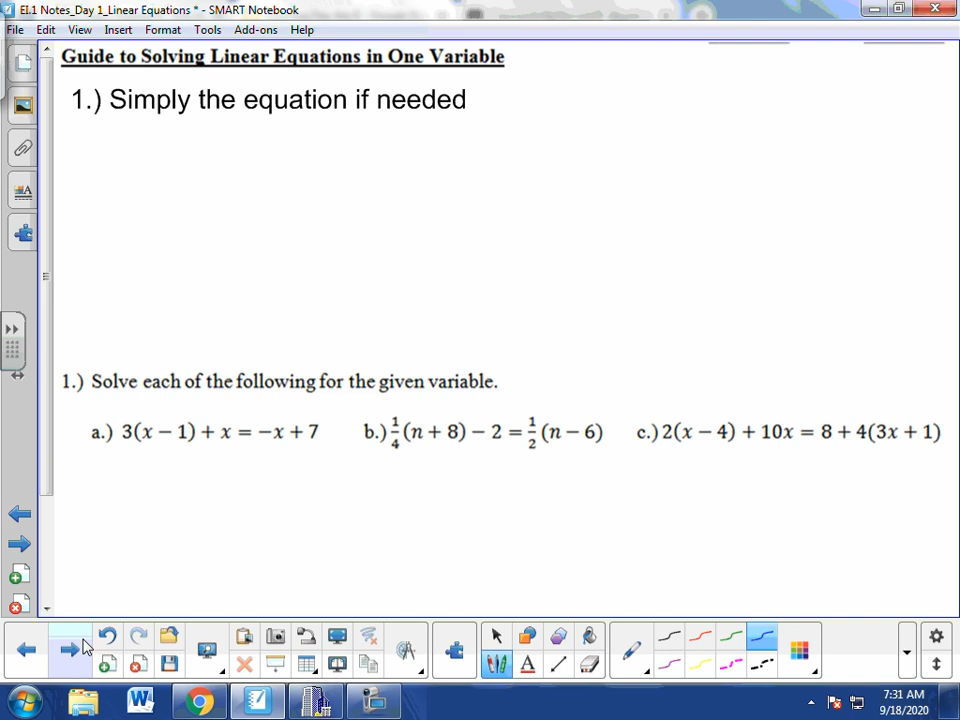 EI.1 Notes_Day 1_Linear Equations * - SMART Notebook
File Edit View Insert Format Tools Add-ons Help
Guide to Solving Linear Equations in One Variable
1.) Simply the equation if needed
1.) Solve each of the following for the given variable.
a.) 3(x − 1) + x = −x + 7 b.) 1/4 (n + 8) − 2 = 1/2 (n − 6) c.) 2(x − 4) + 10x = 8 + 4(3x + 1)
7:31 AM
9/18/2020